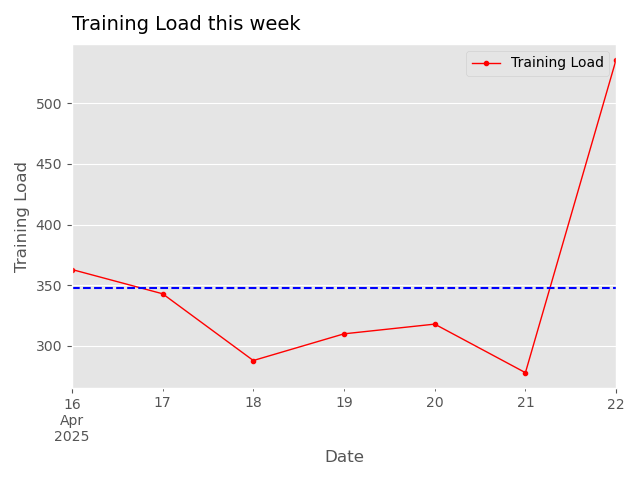 Training Load this week
Training Load
500
450
400
350
300
Training Load
16 17 18 19 20 21 22
Apr
2025
Date